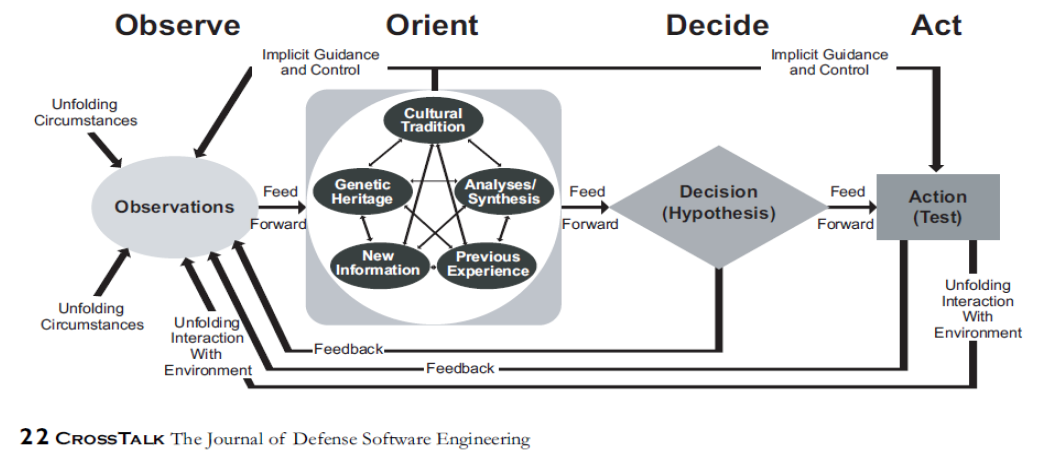 Observe
Orient
Decide
Act
Implicit Guidance
and Control
Implicit Guidance
and Control
Unfolding
Circumstances
Cultural
Tradition
Genetic
Heritage
Analyses/
Synthesis
New
Information
Previous
Experience
Observations
Feed
Forward
Feed
Forward
Decision
(Hypothesis)
Feed
Forward
Action
(Test)
Unfolding
Circumstances
Unfolding
Interaction
With
Environment
Unfolding
Interaction
With
Environment
Feedback
Feedback
22 CROSSTALK The Journal of Defense Software Engineering